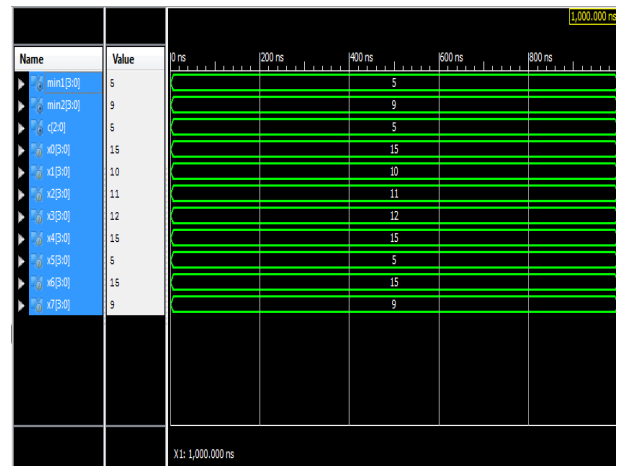 1,000.000 ns
Name Value 0 ns 200 ns 400 ns 600 ns 800 ns
min1[3:0] 5 5
min2[3:0] 9 9
c[2:0] 5 5
x0[3:0] 15 15
x1[3:0] 10 10
x2[3:0] 11 11
x3[3:0] 12 12
x4[3:0] 15 15
x5[3:0] 5 5
x6[3:0] 15 15
x7[3:0] 9 9
X1: 1,000.000 ns